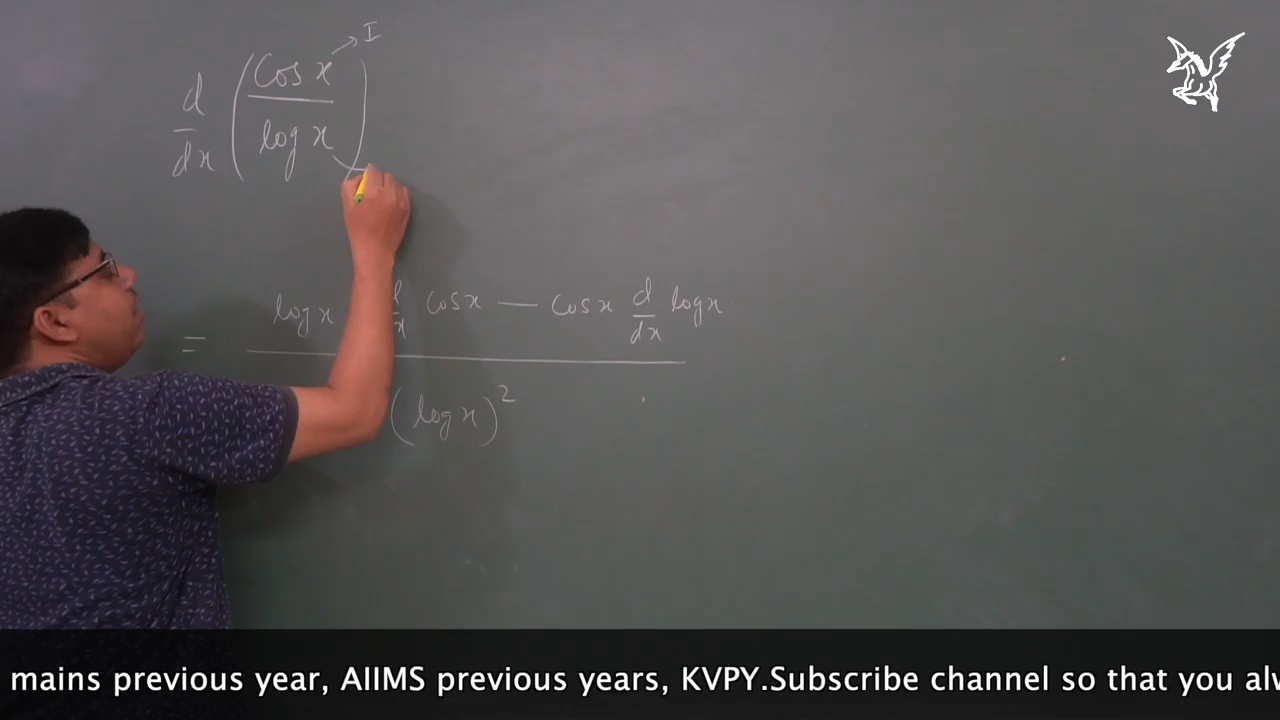 I
d/dx (cos x / log x)
= log x d/dx cos x — cos x d/dx log x
(log x)²
mains previous year, AIIMS previous years, KVPY.Subscribe channel so that you alw